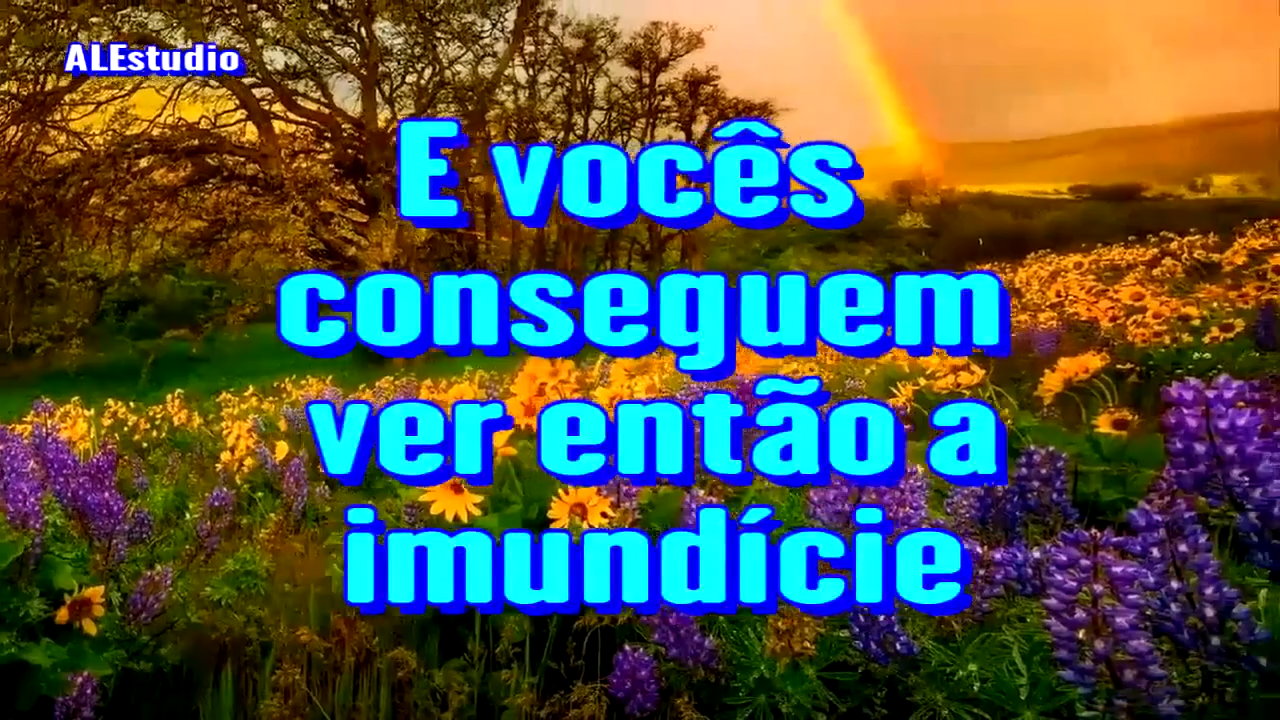 ALEstudio
E vocês
conseguem
ver então a
imundície